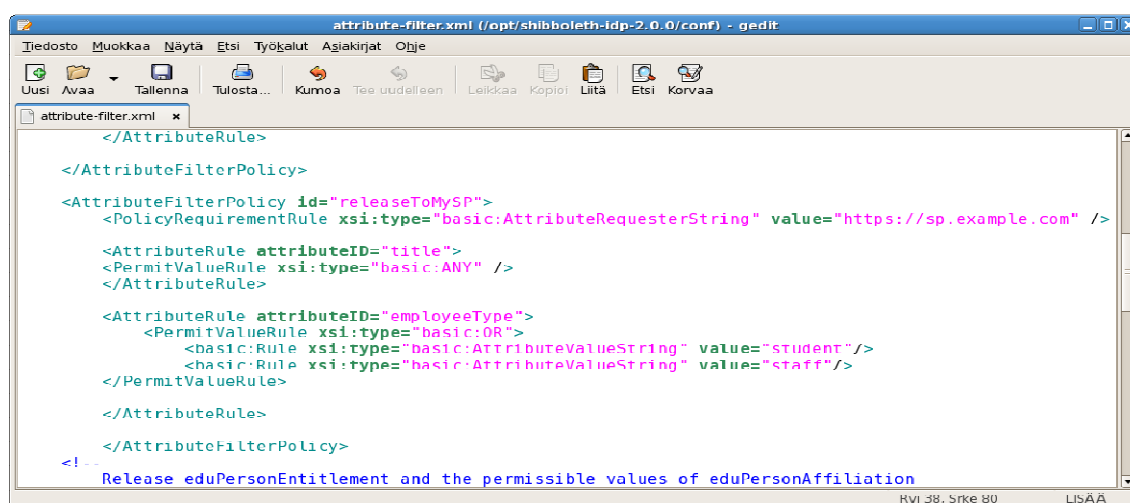 attribute-filter.xml (/opt/shibboleth-idp-2.0.0/conf) - gedit
Tiedosto Muokkaa Näytä Etsi Työkalut Asiakirjat Ohje
Uusi Avaa Tallenna Tulosta... Kumoa Tee uudelleen Leikkaa Kopioi Liitä Etsi Korvaa
attribute-filter.xml ×
</AttributeRule>
</AttributeFilterPolicy>
<AttributeFilterPolicy id="releaseToMySP">
<PolicyRequirementRule xsi:type="basic:AttributeRequesterString" value="https://sp.example.com" />
<AttributeRule attributeID="title">
<PermitValueRule xsi:type="basic:ANY" />
</AttributeRule>
<AttributeRule attributeID="employeeType">
<PermitValueRule xsi:type="basic:OR">
<basic:Rule xsi:type="basic:AttributeValueString" value="student"/>
<basic:Rule xsi:type="basic:AttributeValueString" value="staff"/>
</PermitValueRule>
</AttributeRule>
</AttributeFilterPolicy>
<!--
Release eduPersonEntitlement and the permissible values of eduPersonAffiliation
Rvi 38, Srke 80 LISÄÄ